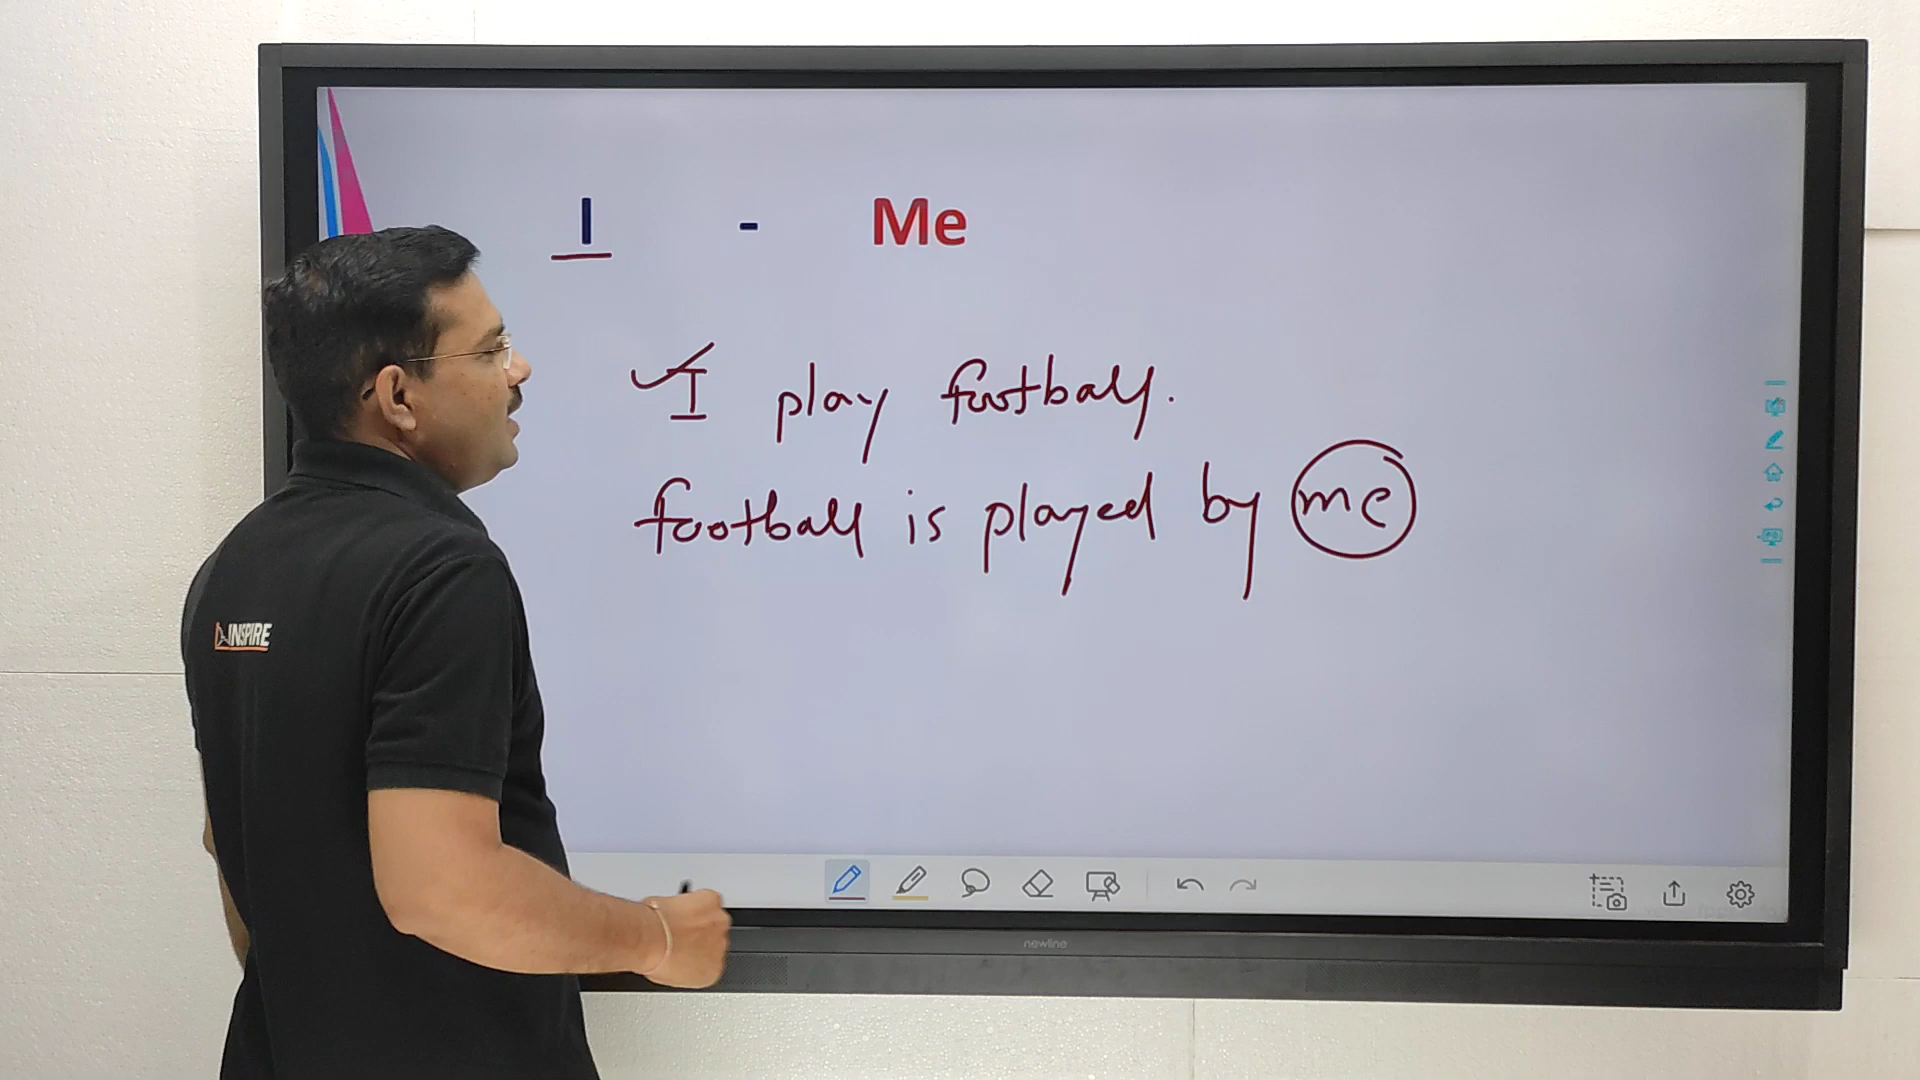 I - Me
I play football.
football is played by me
INSPIRE
newline